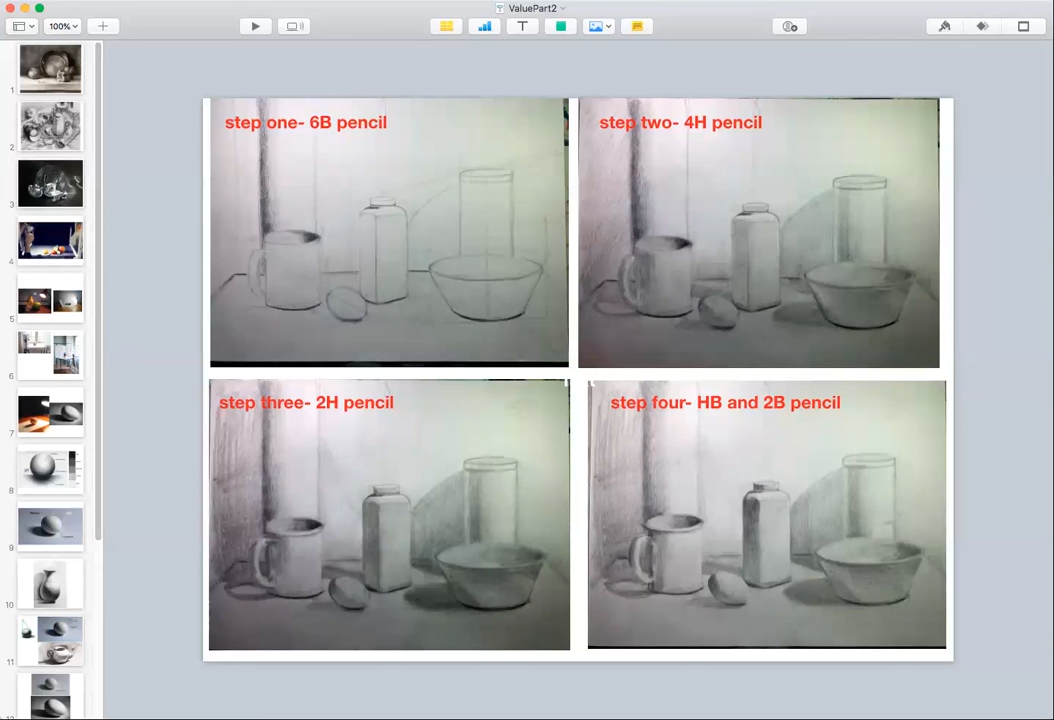 ValuePart2
100%
T
step one- 6B pencil
step two- 4H pencil
step three- 2H pencil
step four- HB and 2B pencil
1
2
3
4
5
6
7
8
9
10
11